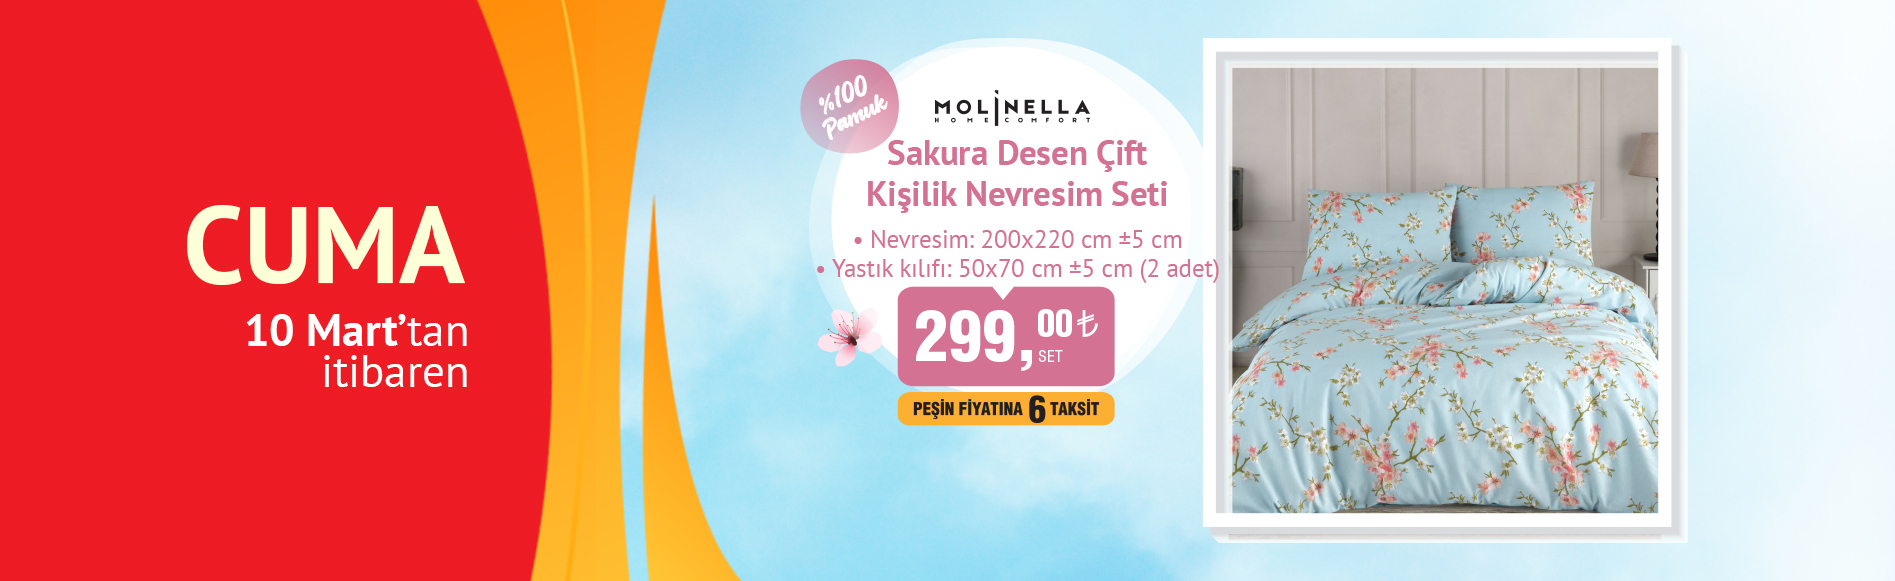 CUMA
10 Mart'tan
itibaren
%100
Pamuk
MOLINELLA
HOME COMFORT
Sakura Desen Çift
Kişilik Nevresim Seti
• Nevresim: 200x220 cm ±5 cm
• Yastık kılıfı: 50x70 cm ±5 cm (2 adet)
299,00₺
SET
PEŞİN FİYATINA 6 TAKSİT